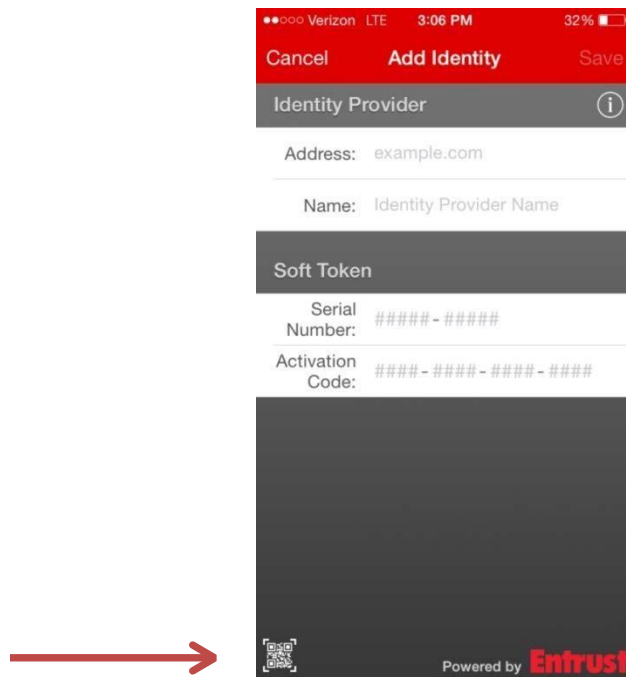 Verizon LTE 3:06 PM 32%
Cancel Add Identity Save
Identity Provider
Address: example.com
Name: Identity Provider Name
Soft Token
Serial
Number: #####-#####
Activation
Code: ####-####-####-####
Powered by Entrust